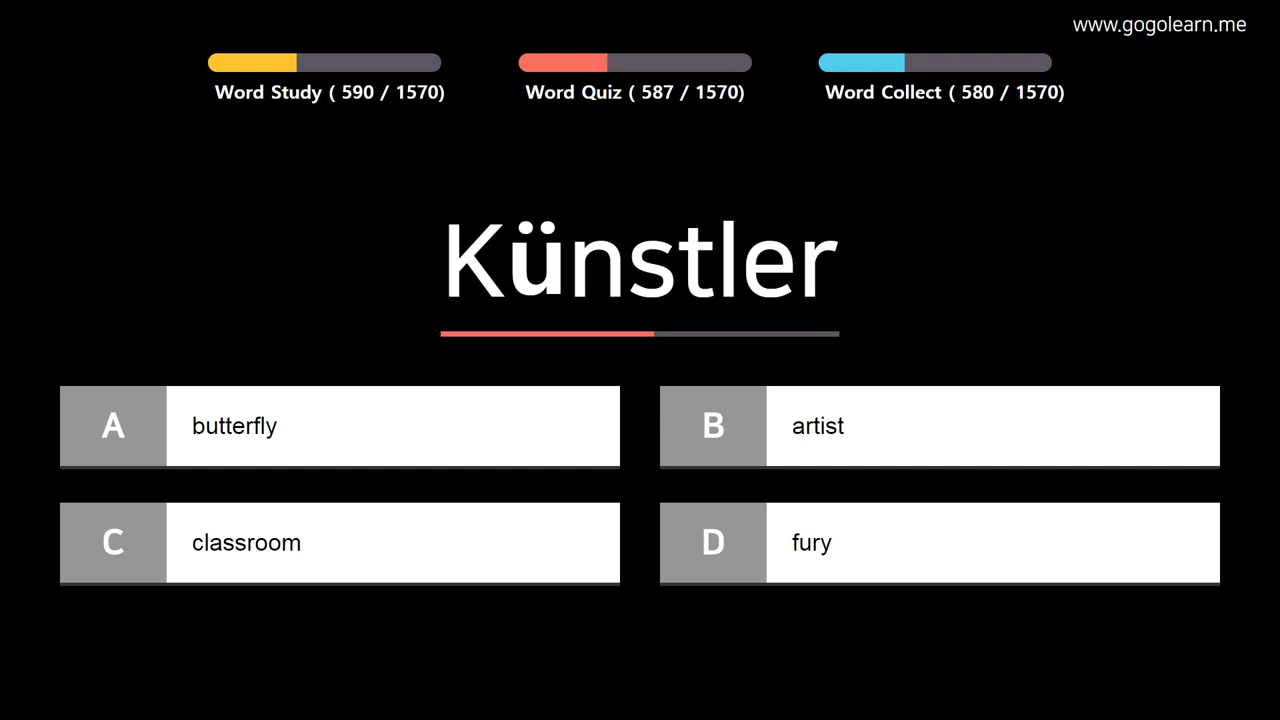 www.gogolearn.me
Word Study ( 590 / 1570)
Word Quiz ( 587 / 1570)
Word Collect ( 580 / 1570)
Künstler
A butterfly
B artist
C classroom
D fury